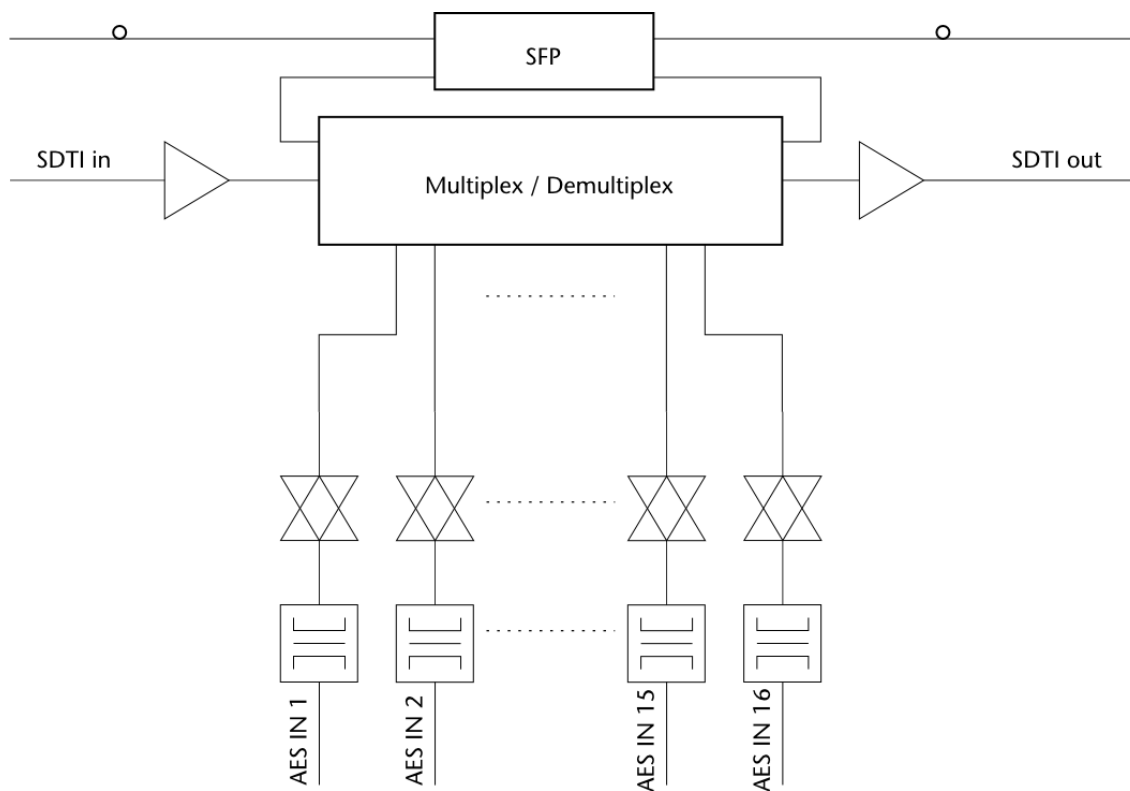 SFP
SDTI in
SDTI out
Multiplex / Demultiplex
AES IN 1
AES IN 2
AES IN 15
AES IN 16